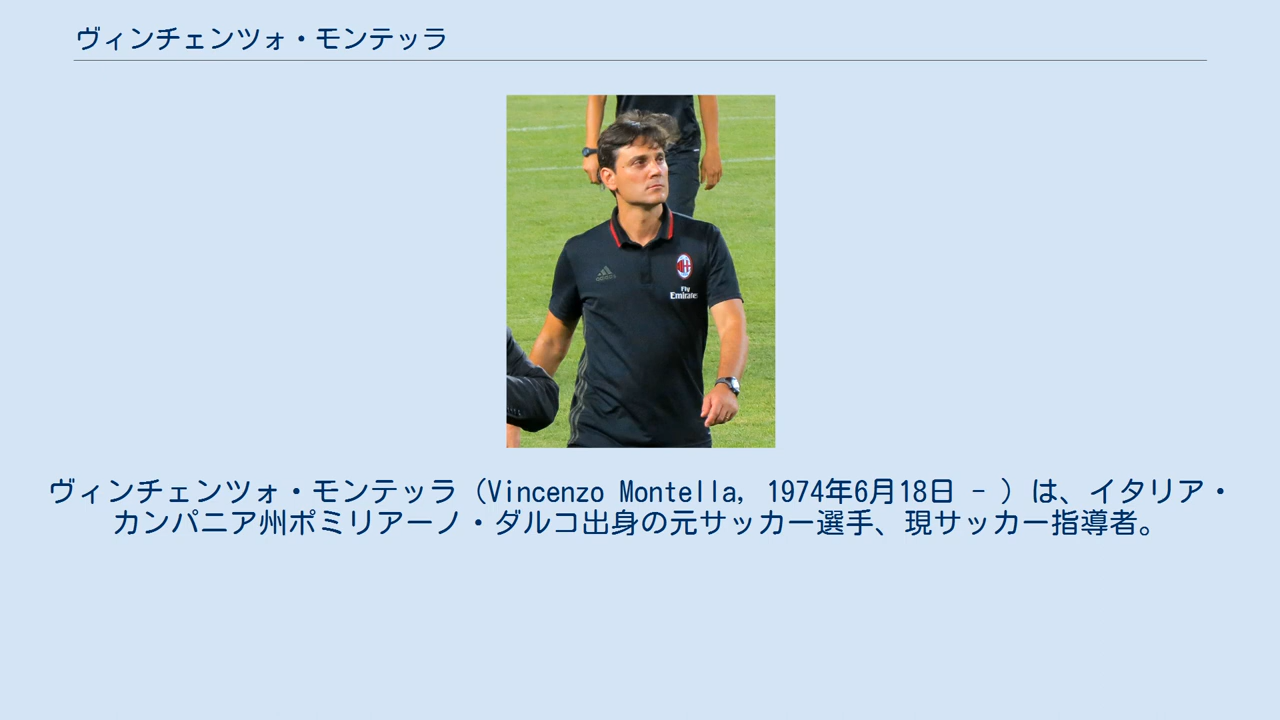 ヴィンチェンツォ・モンテッラ
adidas
Fly
Emirates
ヴィンチェンツォ・モンテッラ（Vincenzo Montella, 1974年6月18日 - ）は、イタリア・
カンパニア州ポミリアーノ・ダルコ出身の元サッカー選手、現サッカー指導者。